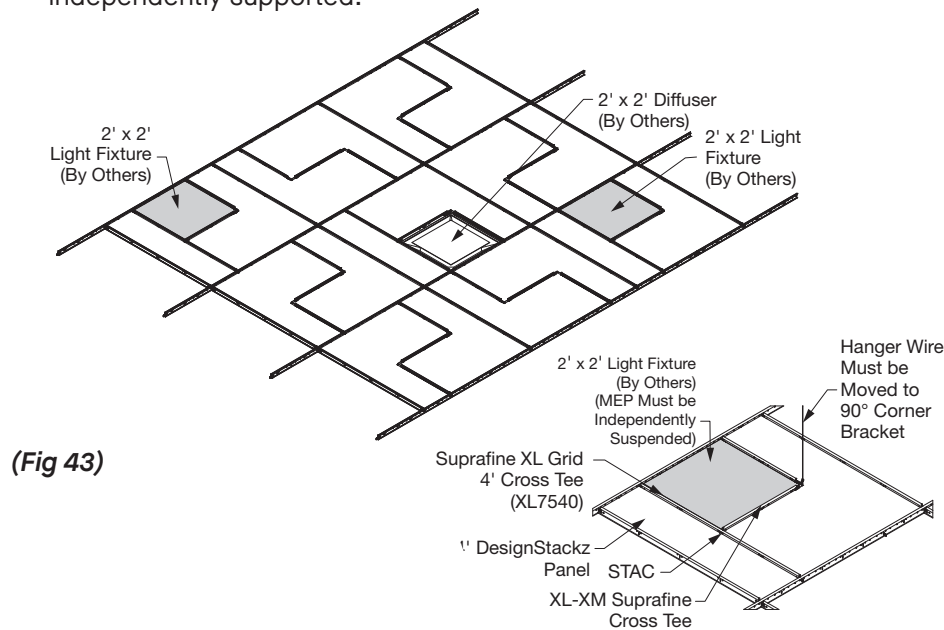 independently supported.
2' x 2' Diffuser
(By Others)
2' x 2'
Light Fixture
(By Others)
2' x 2' Light
Fixture
(By Others)
Hanger Wire
Must be
Moved to
90° Corner
Bracket
2' x 2' Light Fixture
(By Others)
(MEP Must be
Independently
Suspended)
(Fig 43)
Suprafine XL Grid
4' Cross Tee
(XL7540)
' DesignStackz
Panel
STAC
XL-XM Suprafine
Cross Tee